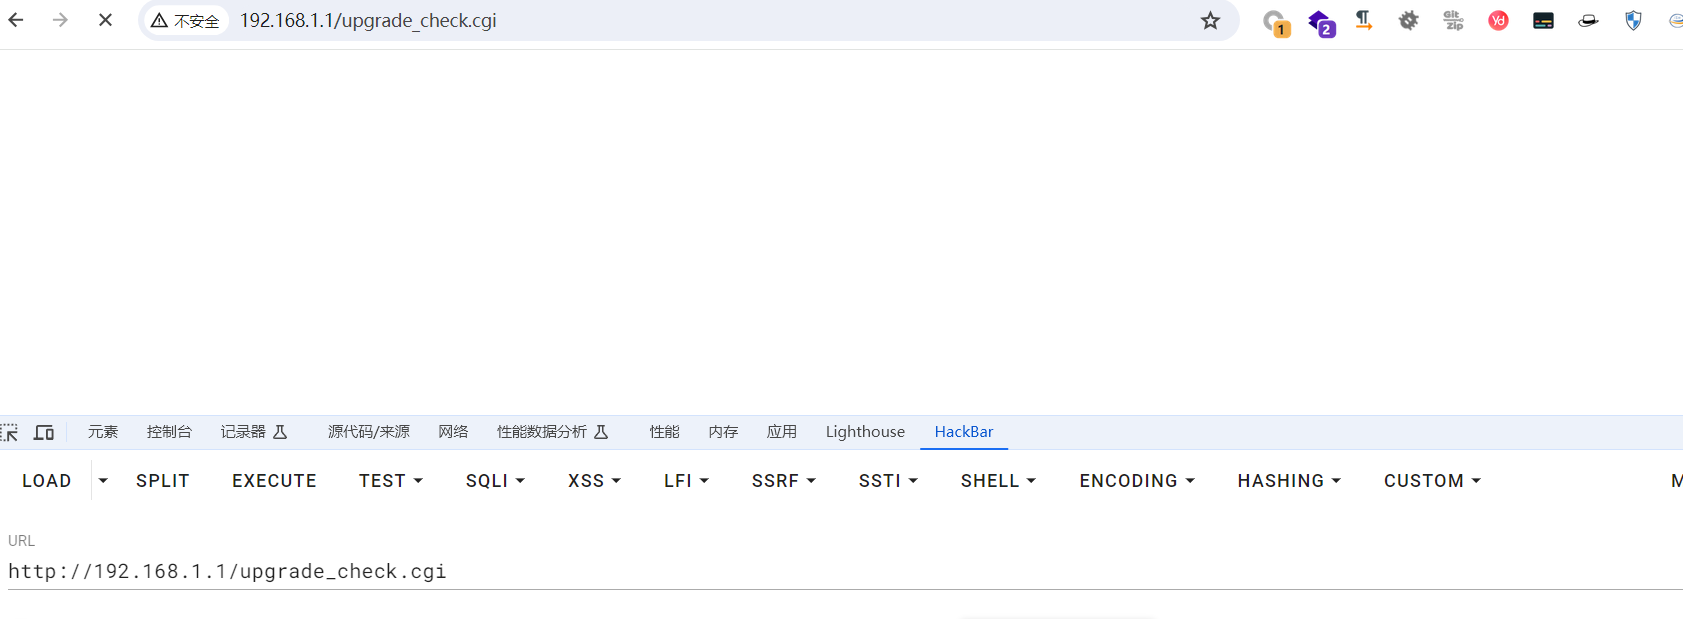 不安全 192.168.1.1/upgrade_check.cgi 1 2 Git Zip Yd
元素 控制台 记录器 源代码/来源 网络 性能数据分析 性能 内存 应用 Lighthouse HackBar
LOAD SPLIT EXECUTE TEST SQLI XSS LFI SSRF SSTI SHELL ENCODING HASHING CUSTOM M
URL
http://192.168.1.1/upgrade_check.cgi